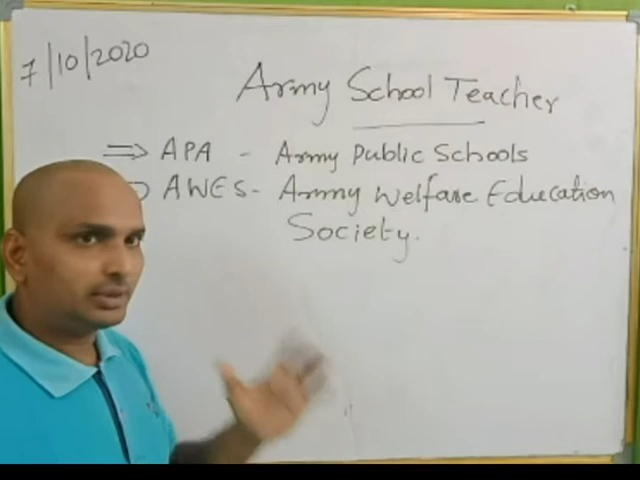 7/10/2020
Army School Teacher
⇒ APA - Army Public Schools
AWES - Army Welfare Education
Society.